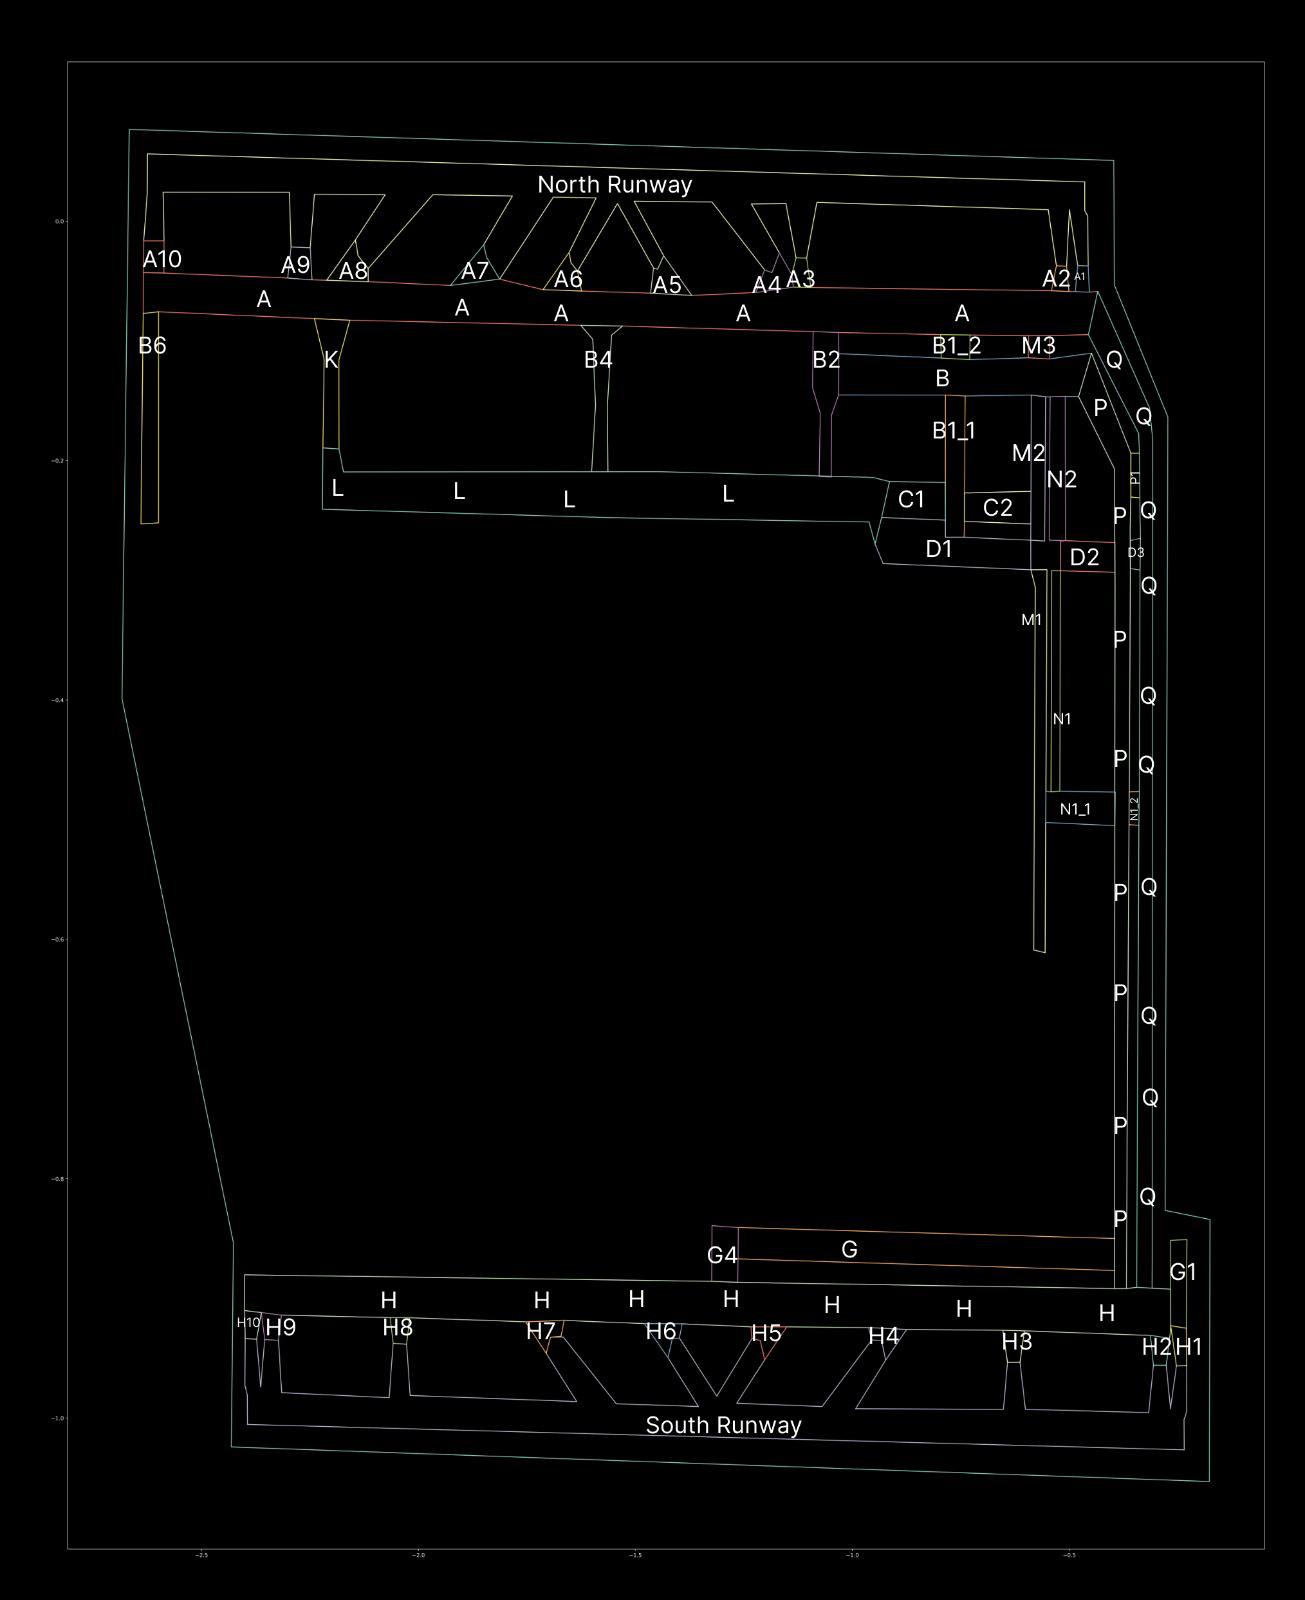 North Runway
0.0
A10
A9
A8
A7
A6
A5
A4
A3
A2
A1
A
A
A
A
A
B6
K
B4
B2
B1_2
M3
Q
B
P
Q
B1_1
M2
−0.2
N2
P1
L
L
L
L
C1
C2
P
Q
D1
D2
D3
Q
M1
P
−0.4
Q
N1
P
Q
N1_1
N1_2
P
Q
−0.6
P
Q
Q
P
−0.8
Q
P
G4
G
G1
H
H
H
H
H
H
H
H10
H9
H8
H7
H6
H5
H4
H3
H2
H1
−1.0
South Runway
−2.5
−2.0
−1.5
−1.0
−0.5